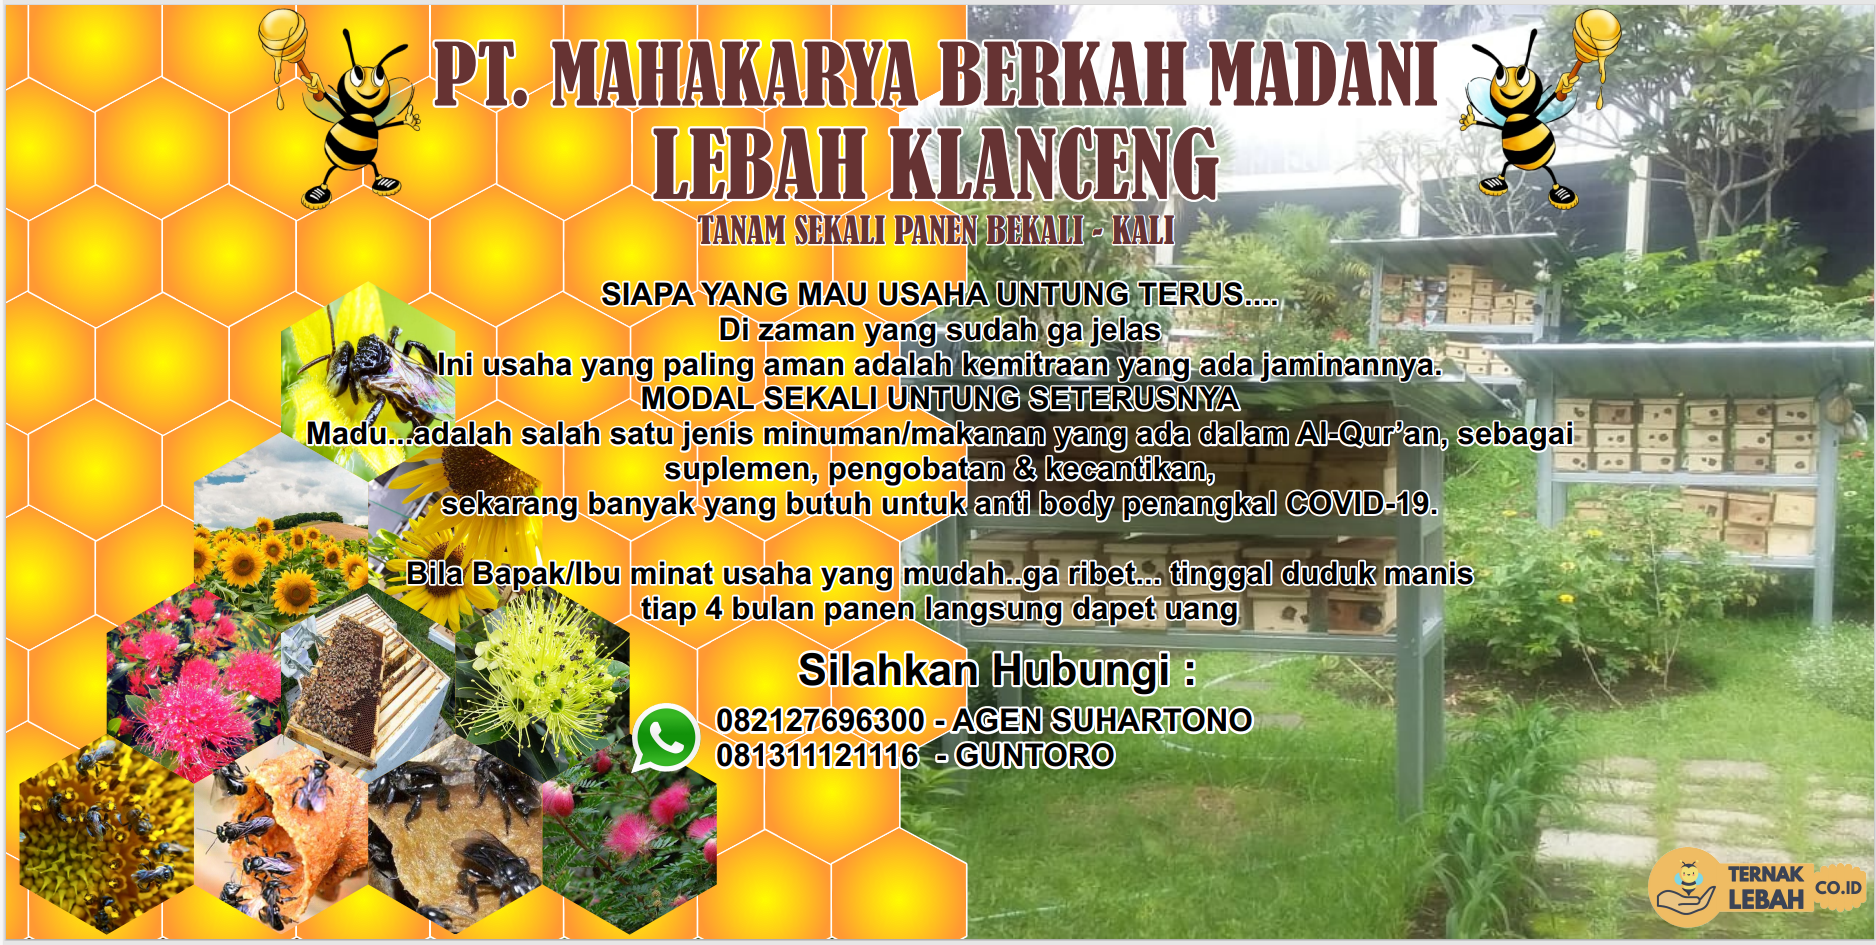 PT. MAHAKARYA BERKAH MADANI
LEBAH KLANCENG
TANAM SEKALI PANEN BEKALI - KALI
SIAPA YANG MAU USAHA UNTUNG TERUS....
Di zaman yang sudah ga jelas
Ini usaha yang paling aman adalah kemitraan yang ada jaminannya.
MODAL SEKALI UNTUNG SETERUSNYA
Madu...adalah salah satu jenis minuman/makanan yang ada dalam Al-Qur'an, sebagai
suplemen, pengobatan & kecantikan,
sekarang banyak yang butuh untuk anti body penangkal COVID-19.
Bila Bapak/Ibu minat usaha yang mudah..ga ribet... tinggal duduk manis
tiap 4 bulan panen langsung dapet uang
Silahkan Hubungi :
082127696300 - AGEN SUHARTONO
081311121116 - GUNTORO
TERNAK
LEBAH
CO.ID